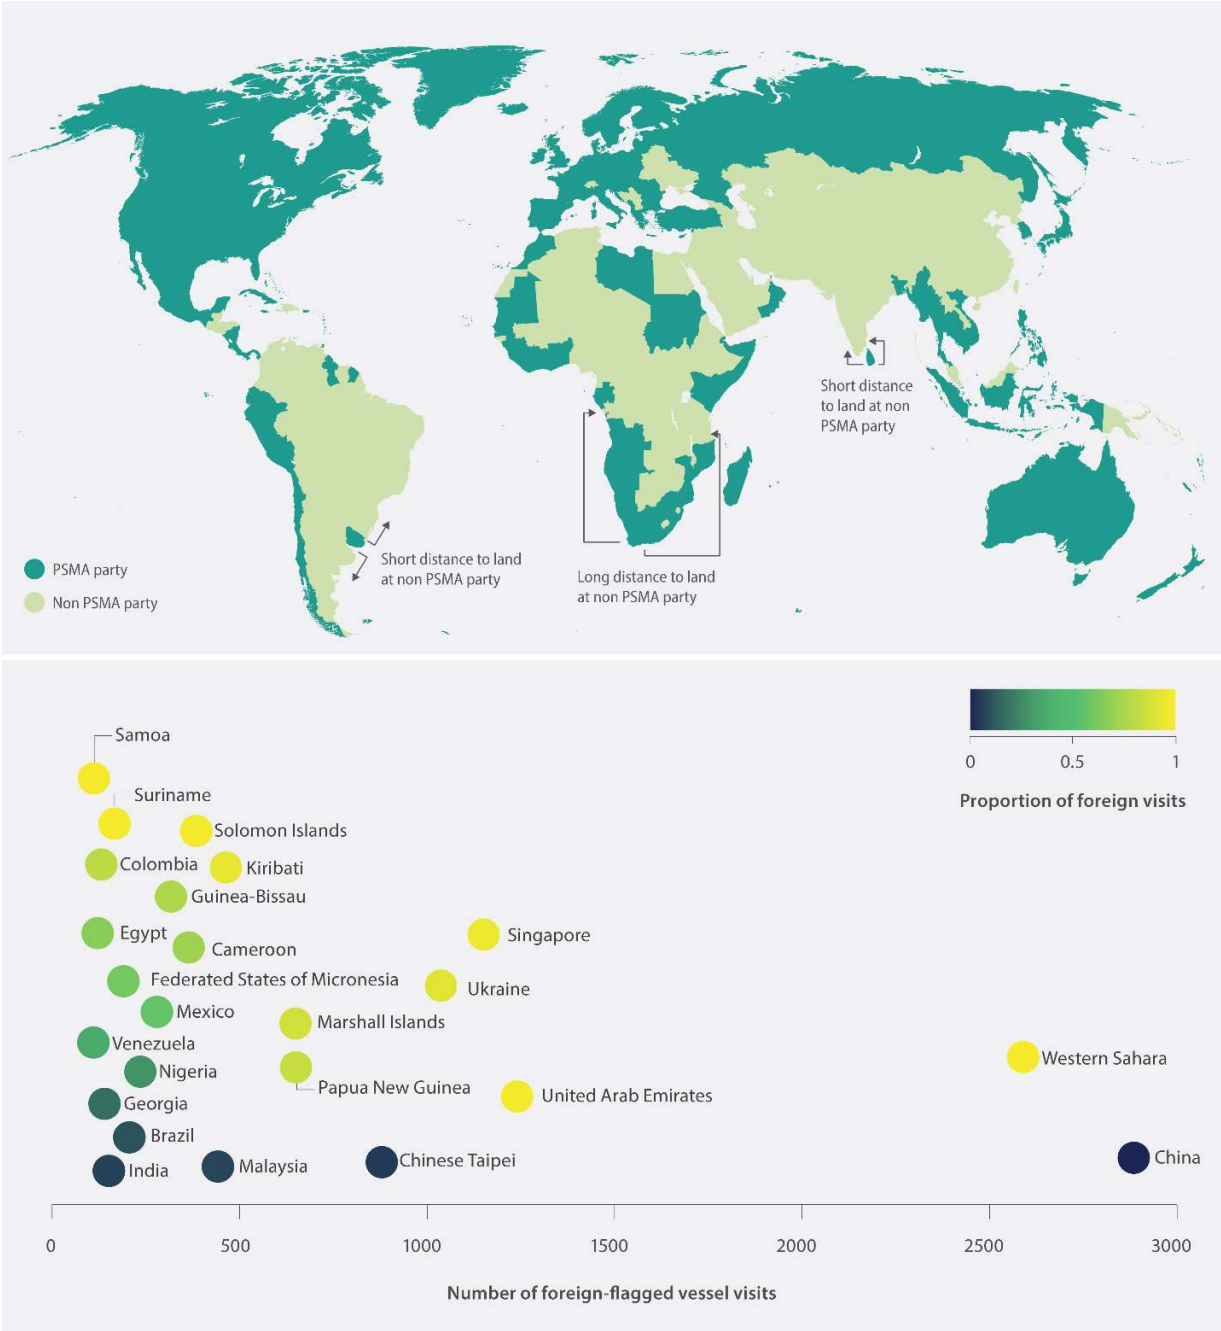 Short distance
to land at non
PSMA party
Short distance to land
at non PSMA party
Long distance to land
at non PSMA party
PSMA party
Non PSMA party
0
0.5
1
Proportion of foreign visits
Samoa
Suriname
Solomon Islands
Colombia
Kiribati
Guinea-Bissau
Egypt
Cameroon
Singapore
Federated States of Micronesia
Ukraine
Mexico
Marshall Islands
Venezuela
Western Sahara
Nigeria
Papua New Guinea
United Arab Emirates
Georgia
Brazil
India
Malaysia
Chinese Taipei
China
0
500
1000
1500
2000
2500
3000
Number of foreign-flagged vessel visits